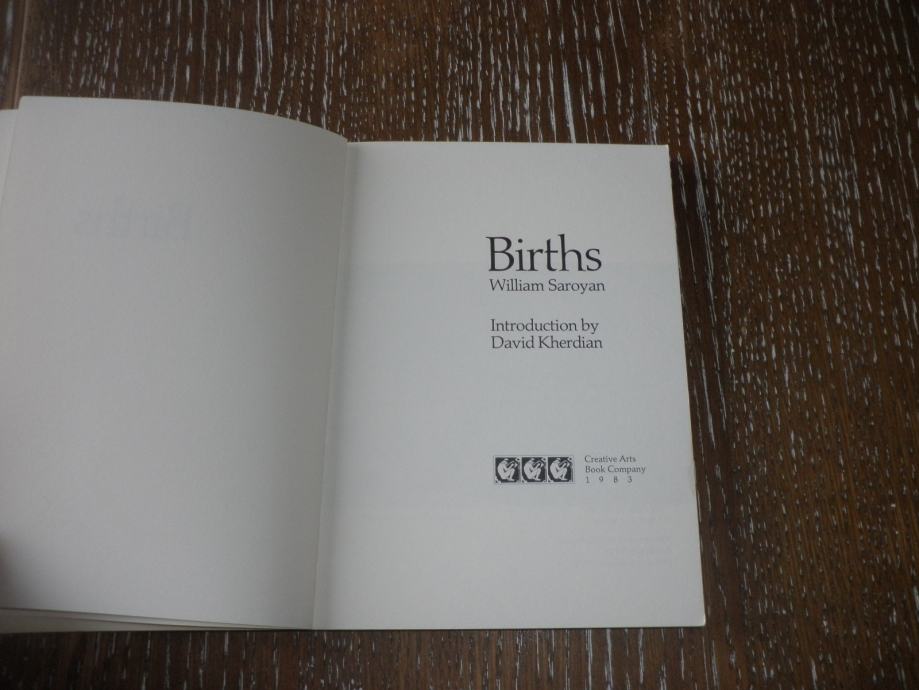 Births
William Saroyan
Introduction by
David Kherdian
Creative Arts
Book Company
1983